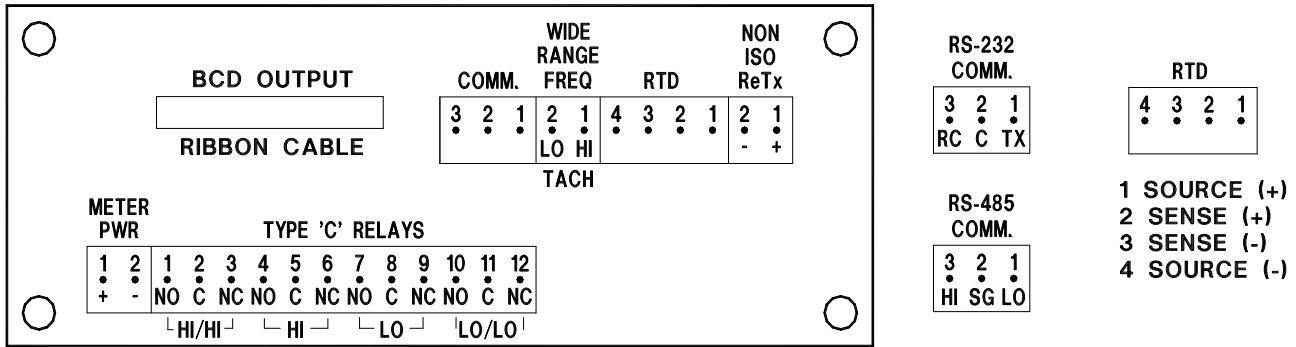 WIDE
RANGE
FREQ
NON
ISO
ReTx
BCD OUTPUT
RIBBON CABLE
COMM.
RTD
3 2 1 2 1 4 3 2 1 2 1
LO HI - +
TACH
METER
PWR
TYPE 'C' RELAYS
1 2 1 2 3 4 5 6 7 8 9 10 11 12
+ - NO C NC NO C NC NO C NC NO C NC
HI/HI HI LO LO/LO
RS-232
COMM.
3 2 1
RC C TX
RS-485
COMM.
3 2 1
HI SG LO
RTD
4 3 2 1
1 SOURCE (+)
2 SENSE (+)
3 SENSE (-)
4 SOURCE (-)